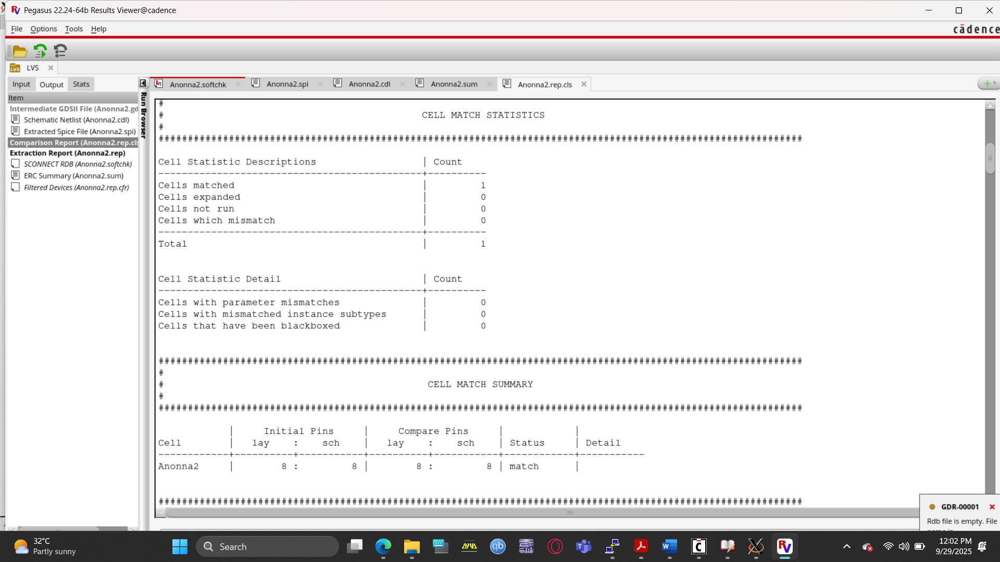 Pegasus 22.24-64b Results Viewer@cadence
File Options Tools Help
cādence
LVS
Input Output Stats
Anonna2.softchk Anonna2.spi Anonna2.cdl Anonna2.sum Anonna2.rep.cls
Item
Intermediate GDSII File (Anonna2.gd
Schematic Netlist (Anonna2.cdl)
Extracted Spice File (Anonna2.spi)
Comparison Report (Anonna2.rep.cls
Extraction Report (Anonna2.rep)
SCONNECT RDB (Anonna2.softchk)
ERC Summary (Anonna2.sum)
Filtered Devices (Anonna2.rep.cfr)
Run Browser
#
# CELL MATCH STATISTICS
#
##############################################################################################################
Cell Statistic Descriptions | Count
---------------------------------------------+----------
Cells matched | 1
Cells expanded | 0
Cells not run | 0
Cells which mismatch | 0
---------------------------------------------+----------
Total | 1
Cell Statistic Detail | Count
---------------------------------------------+----------
Cells with parameter mismatches | 0
Cells with mismatched instance subtypes | 0
Cells that have been blackboxed | 0
##############################################################################################################
#
# CELL MATCH SUMMARY
#
##############################################################################################################
| Initial Pins | Compare Pins | |
Cell | lay : sch | lay : sch | Status | Detail
------------+----------+-----------+----------+-----------+------------+-----------
Anonna2 | 8 : 8 | 8 : 8 | match |
##############################################################################################################
GDR-00001
Rdb file is empty. File
32°C
Partly sunny
Search
12:02 PM
9/29/2025